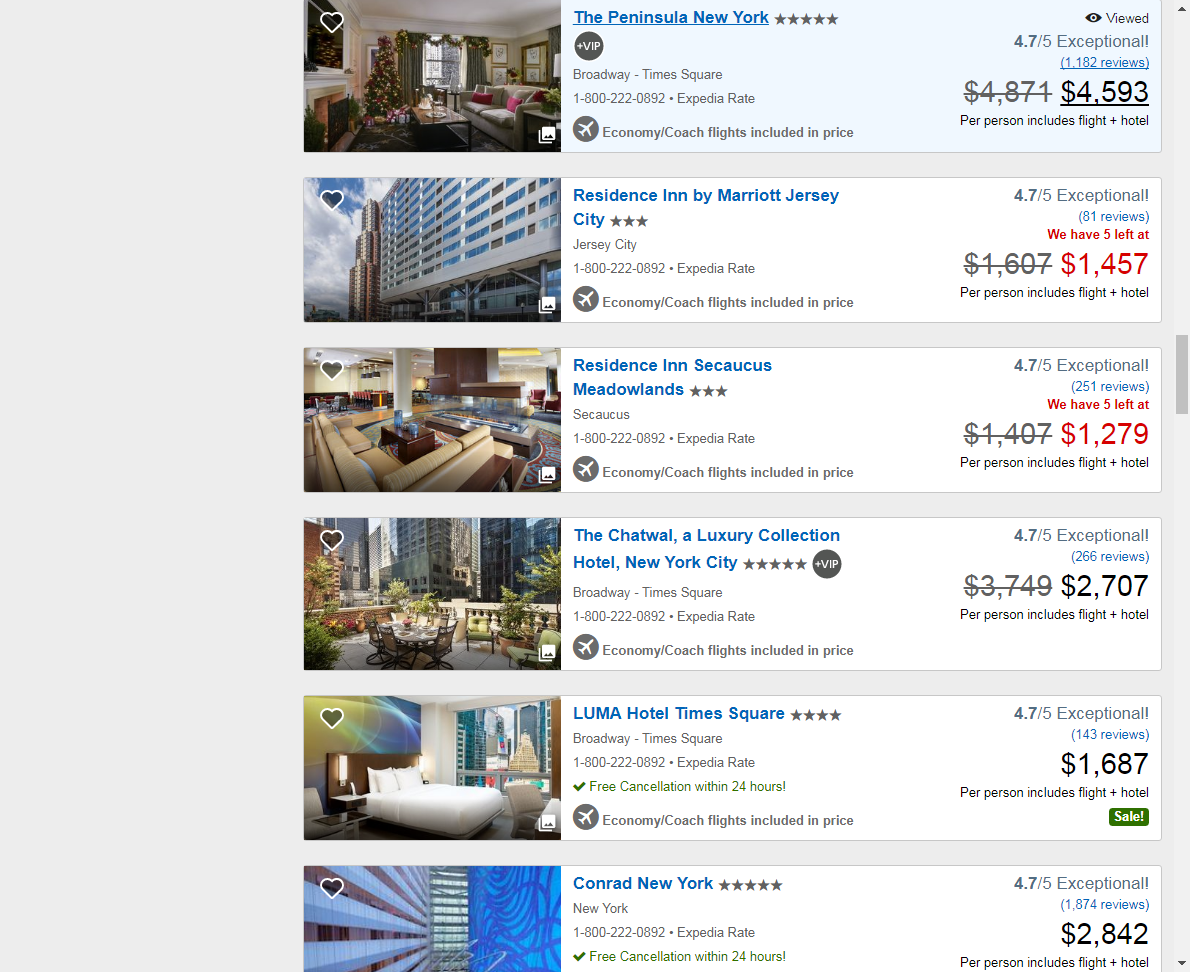 The Peninsula New York
+VIP
Broadway - Times Square
1-800-222-0892 • Expedia Rate
Economy/Coach flights included in price
Viewed
4.7/5 Exceptional!
(1,182 reviews)
$4,871 $4,593
Per person includes flight + hotel
Residence Inn by Marriott Jersey
City
Jersey City
1-800-222-0892 • Expedia Rate
Economy/Coach flights included in price
4.7/5 Exceptional!
(81 reviews)
We have 5 left at
$1,607 $1,457
Per person includes flight + hotel
Residence Inn Secaucus
Meadowlands
Secaucus
1-800-222-0892 • Expedia Rate
Economy/Coach flights included in price
4.7/5 Exceptional!
(251 reviews)
We have 5 left at
$1,407 $1,279
Per person includes flight + hotel
The Chatwal, a Luxury Collection
Hotel, New York City +VIP
Broadway - Times Square
1-800-222-0892 • Expedia Rate
Economy/Coach flights included in price
4.7/5 Exceptional!
(266 reviews)
$3,749 $2,707
Per person includes flight + hotel
LUMA Hotel Times Square
Broadway - Times Square
1-800-222-0892 • Expedia Rate
Free Cancellation within 24 hours!
Economy/Coach flights included in price
4.7/5 Exceptional!
(143 reviews)
$1,687
Per person includes flight + hotel
Sale!
Conrad New York
New York
1-800-222-0892 • Expedia Rate
Free Cancellation within 24 hours!
4.7/5 Exceptional!
(1,874 reviews)
$2,842
Per person includes flight + hotel